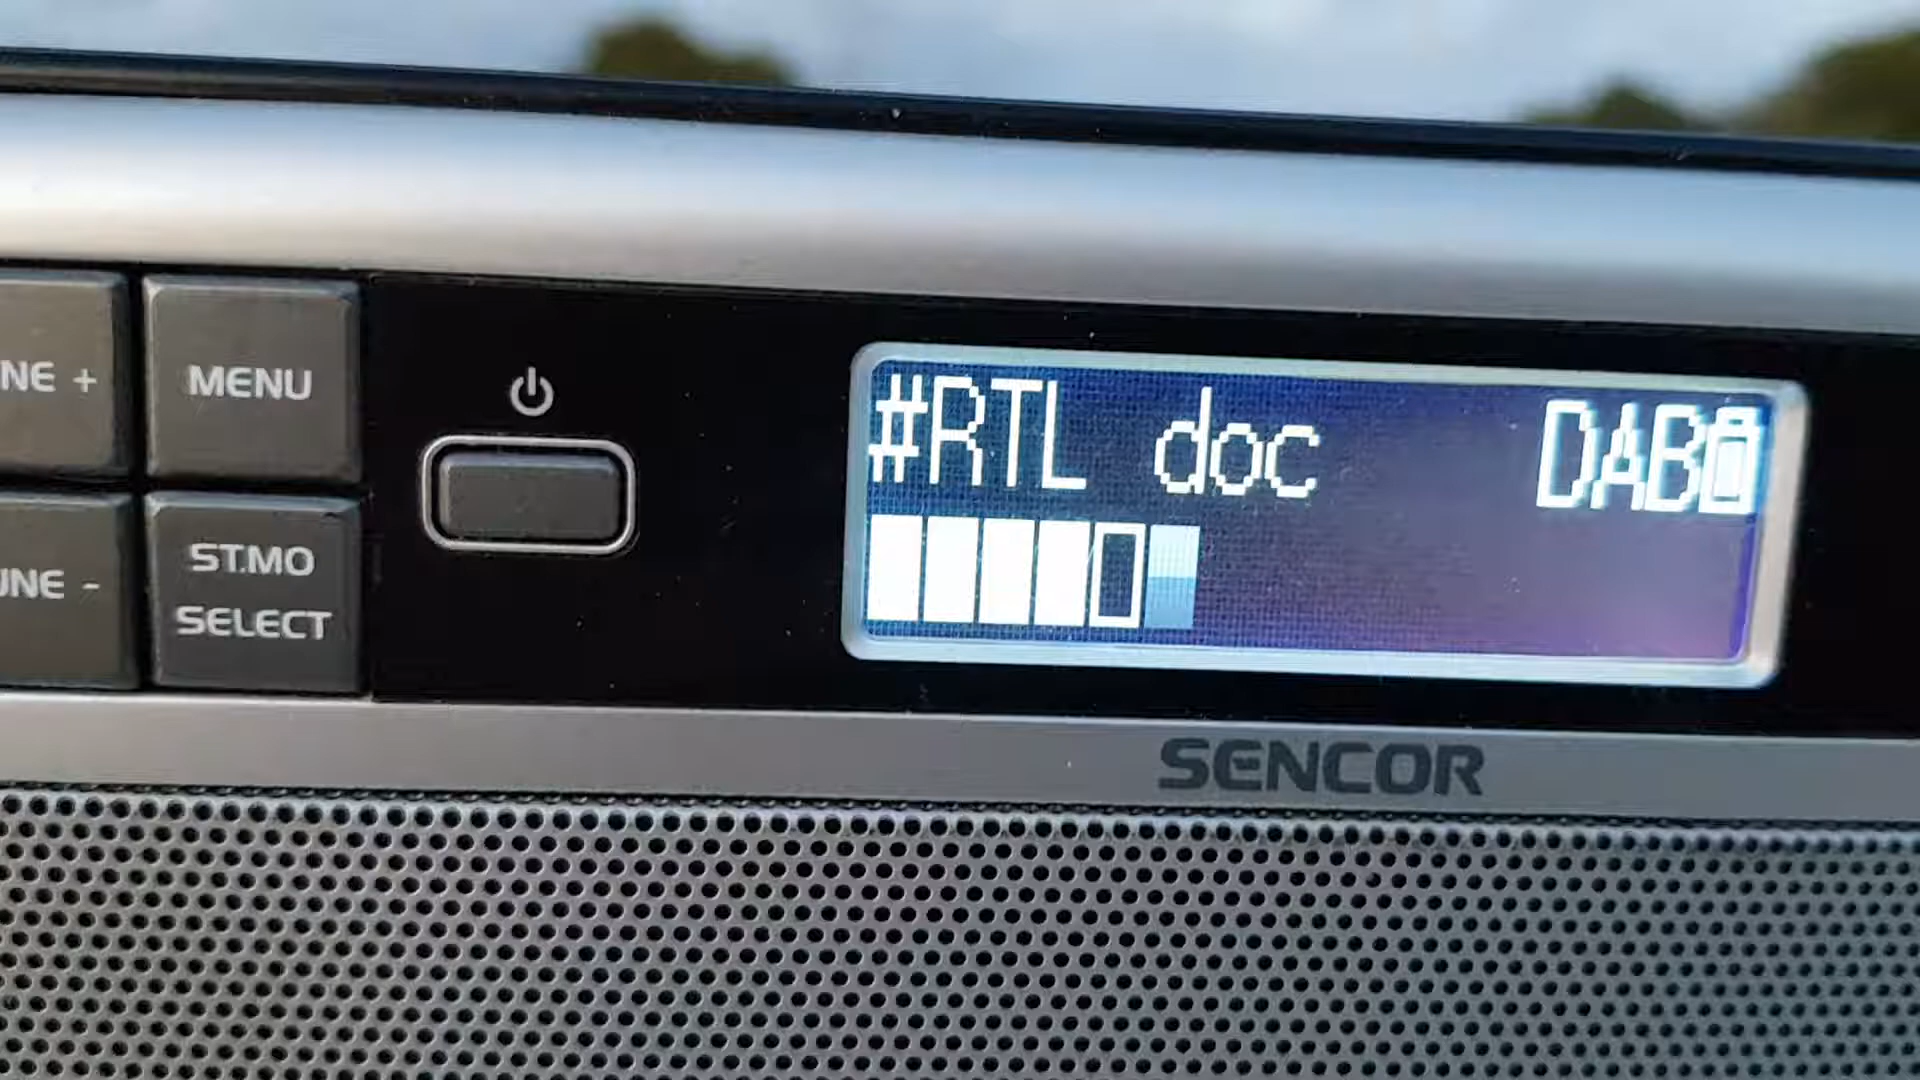 NE +
MENU
UNE -
ST.MO
SELECT
#RTL doc DAB
SENCOR